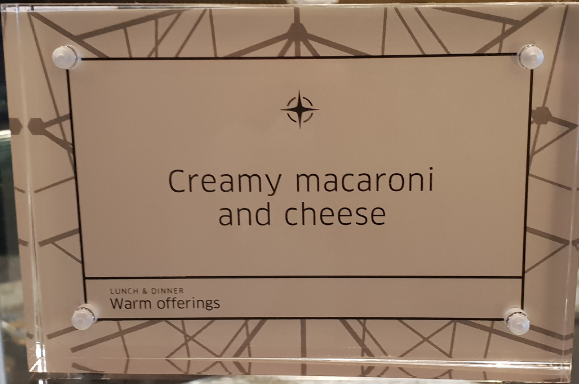 Creamy macaroni
and cheese
LUNCH & DINNER
Warm offerings